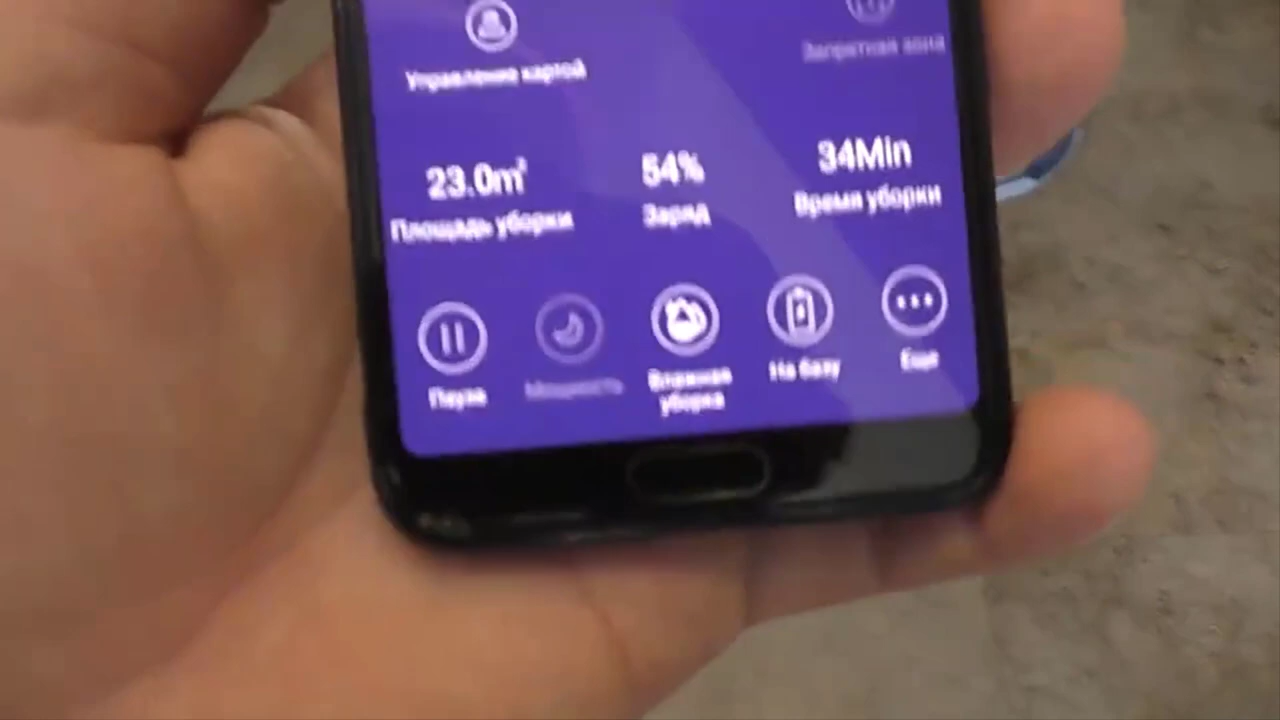 Управление картой
Запретная зона
23.0m²
54%
34Min
Площадь уборки
Заряд
Время уборки
Пауза
Мощность
Влажная
уборка
На базу
Еще